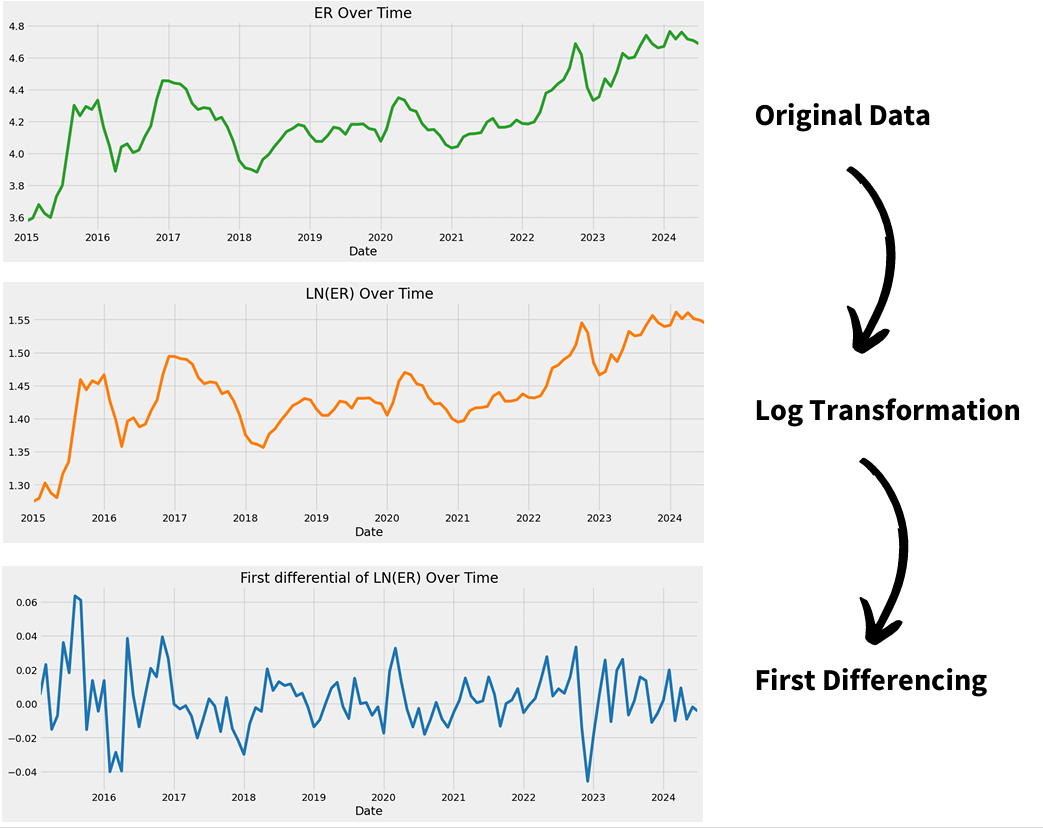 ER Over Time
4.8
4.6
4.4
4.2
4.0
3.8
3.6
2015 2016 2017 2018 2019 2020 2021 2022 2023 2024
Date
Original Data
LN(ER) Over Time
1.55
1.50
1.45
1.40
1.35
1.30
2015 2016 2017 2018 2019 2020 2021 2022 2023 2024
Date
Log Transformation
First differential of LN(ER) Over Time
0.06
0.04
0.02
0.00
−0.02
−0.04
2016 2017 2018 2019 2020 2021 2022 2023 2024
Date
First Differencing